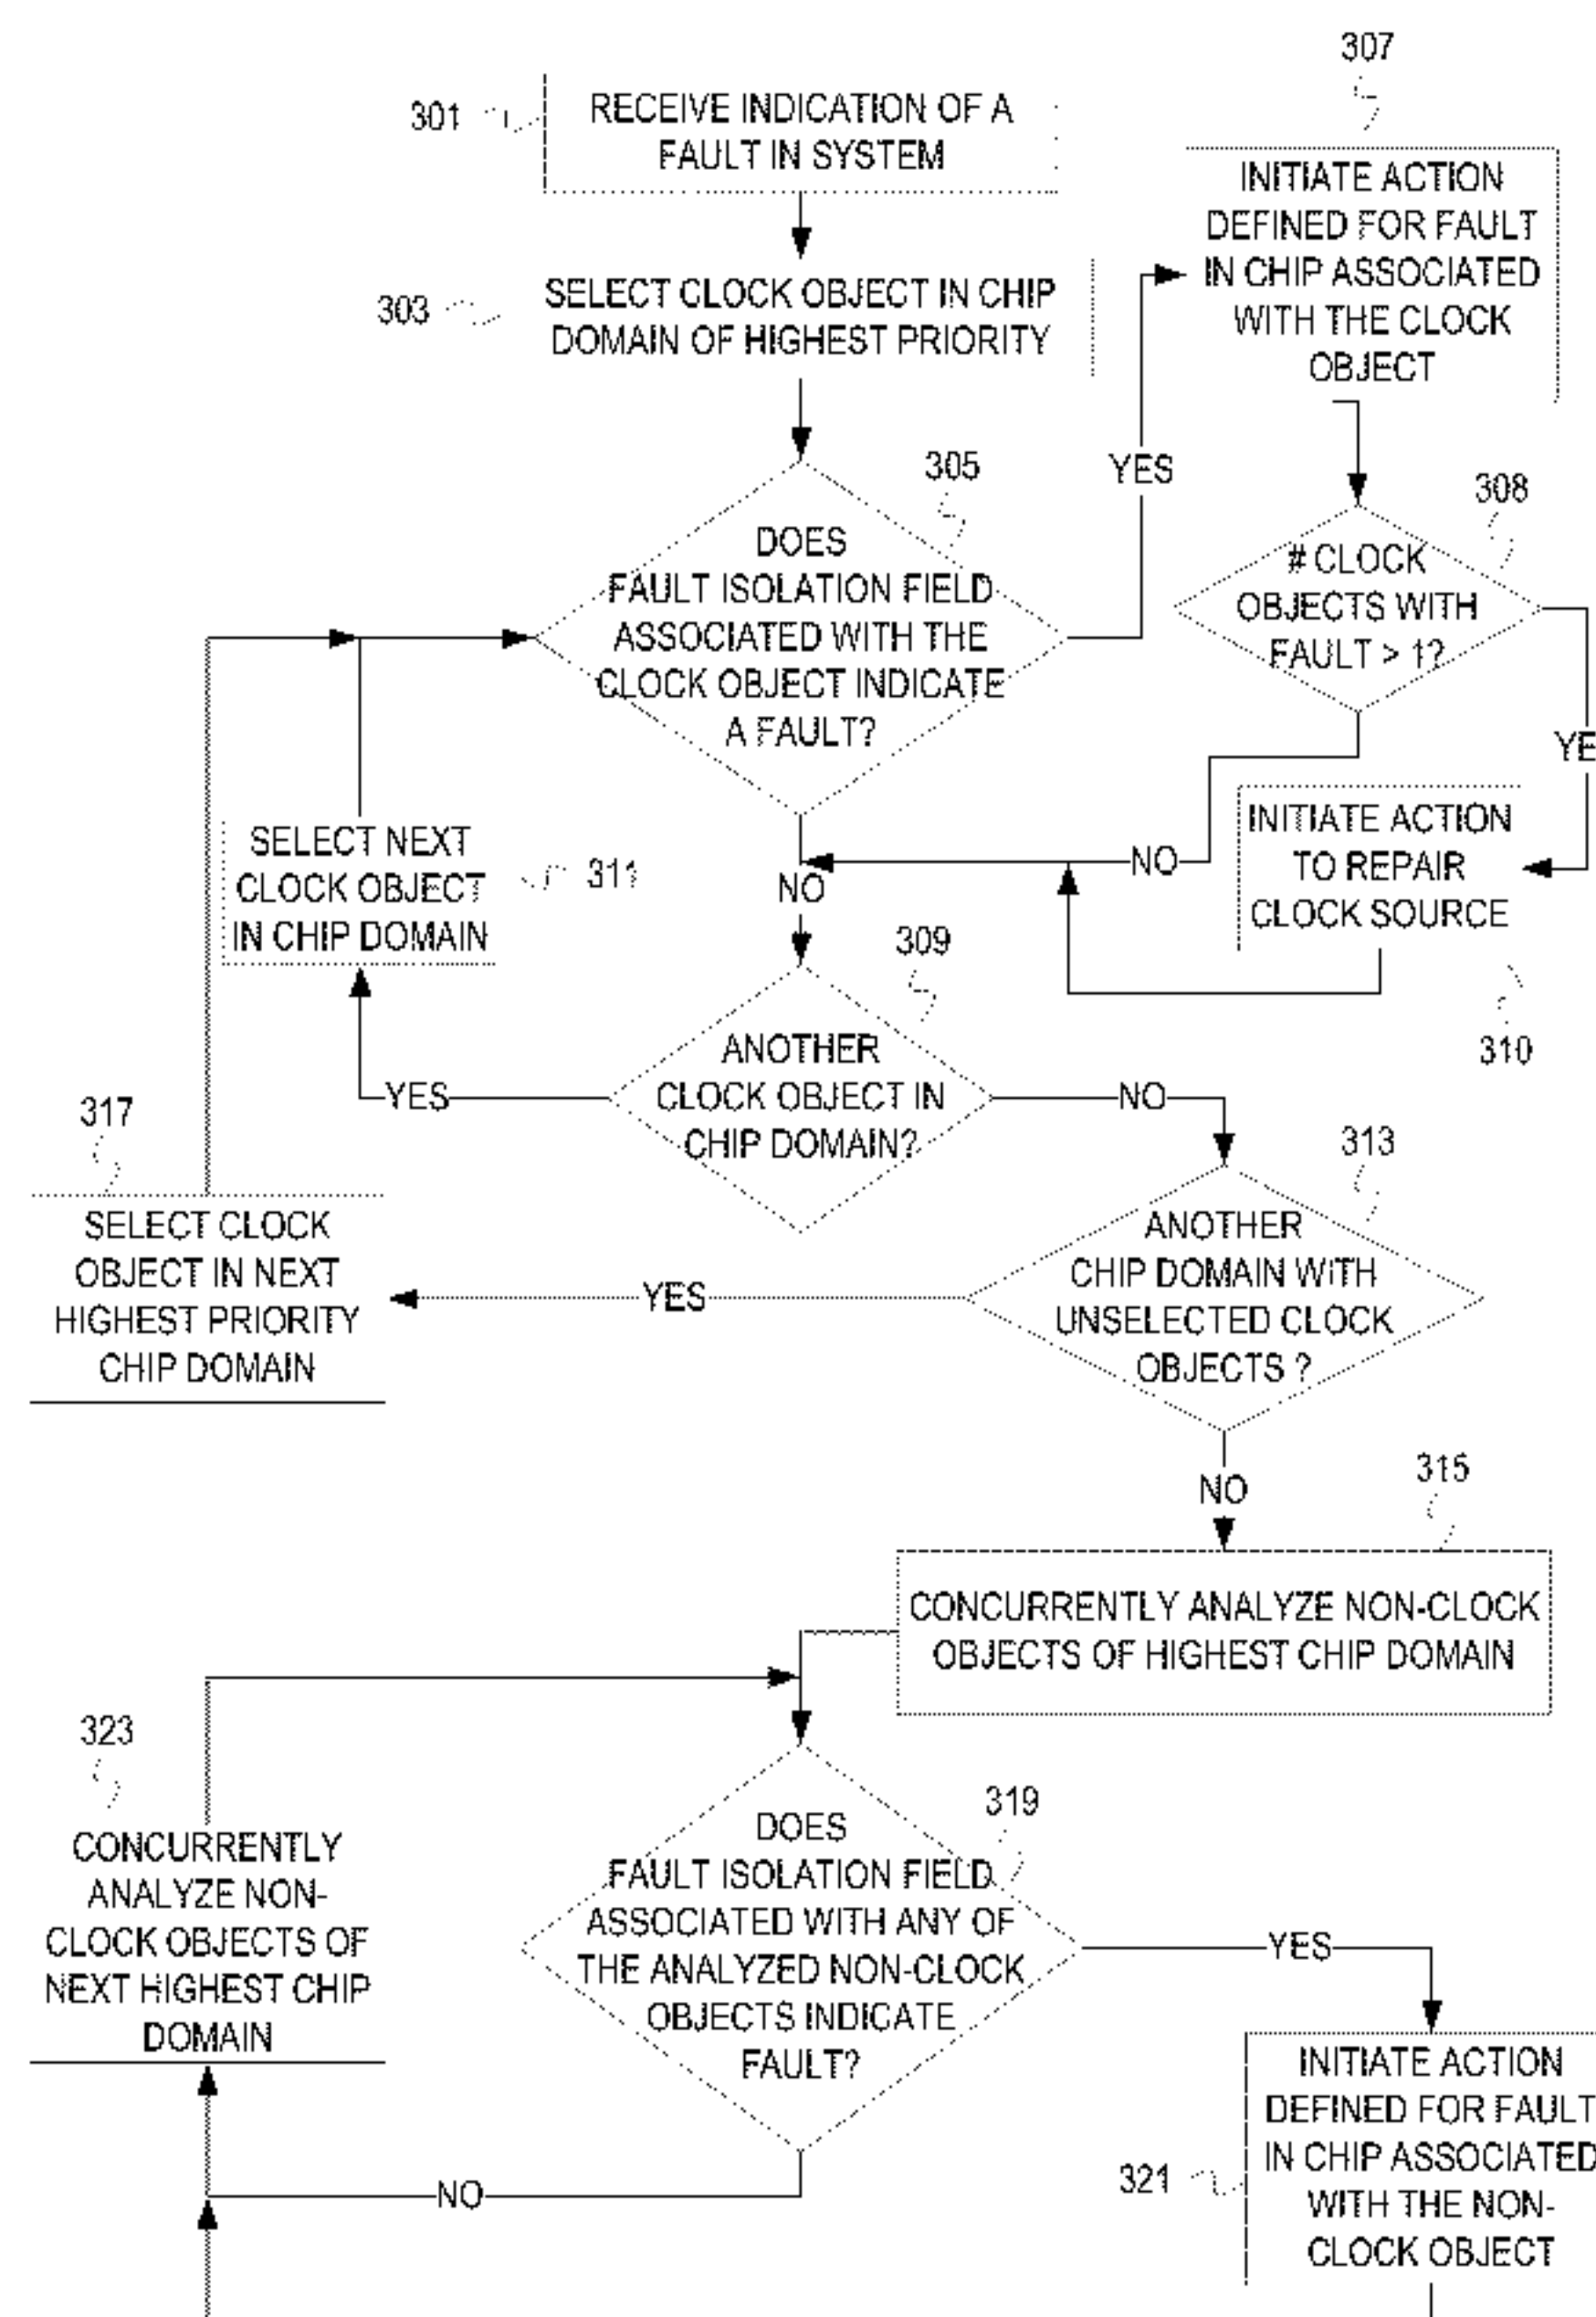 307
301
RECEIVE INDICATION OF A
FAULT IN SYSTEM
INITIATE ACTION
DEFINED FOR FAULT
IN CHIP ASSOCIATED
WITH THE CLOCK
OBJECT
303
SELECT CLOCK OBJECT IN CHIP
DOMAIN OF HIGHEST PRIORITY
305
YES
308
DOES
FAULT ISOLATION FIELD
ASSOCIATED WITH THE
CLOCK OBJECT INDICATE
A FAULT?
# CLOCK
OBJECTS WITH
FAULT > 1?
YE
SELECT NEXT
CLOCK OBJECT
IN CHIP DOMAIN
311
NO
NO
INITIATE ACTION
TO REPAIR
CLOCK SOURCE
310
309
ANOTHER
CLOCK OBJECT IN
CHIP DOMAIN?
YES
NO
317
313
SELECT CLOCK
OBJECT IN NEXT
HIGHEST PRIORITY
CHIP DOMAIN
YES
ANOTHER
CHIP DOMAIN WITH
UNSELECTED CLOCK
OBJECTS ?
NO
315
CONCURRENTLY ANALYZE NON-CLOCK
OBJECTS OF HIGHEST CHIP DOMAIN
323
CONCURRENTLY
ANALYZE NON-
CLOCK OBJECTS OF
NEXT HIGHEST CHIP
DOMAIN
319
DOES
FAULT ISOLATION FIELD
ASSOCIATED WITH ANY OF
THE ANALYZED NON-CLOCK
OBJECTS INDICATE
FAULT?
YES
NO
321
INITIATE ACTION
DEFINED FOR FAULT
IN CHIP ASSOCIATED
WITH THE NON-
CLOCK OBJECT